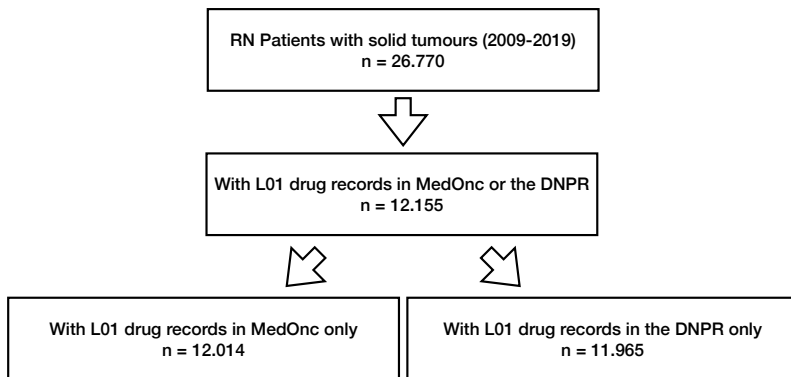 RN Patients with solid tumours (2009-2019)
n = 26.770
With L01 drug records in MedOnc or the DNPR
n = 12.155
With L01 drug records in MedOnc only
n = 12.014
With L01 drug records in the DNPR only
n = 11.965